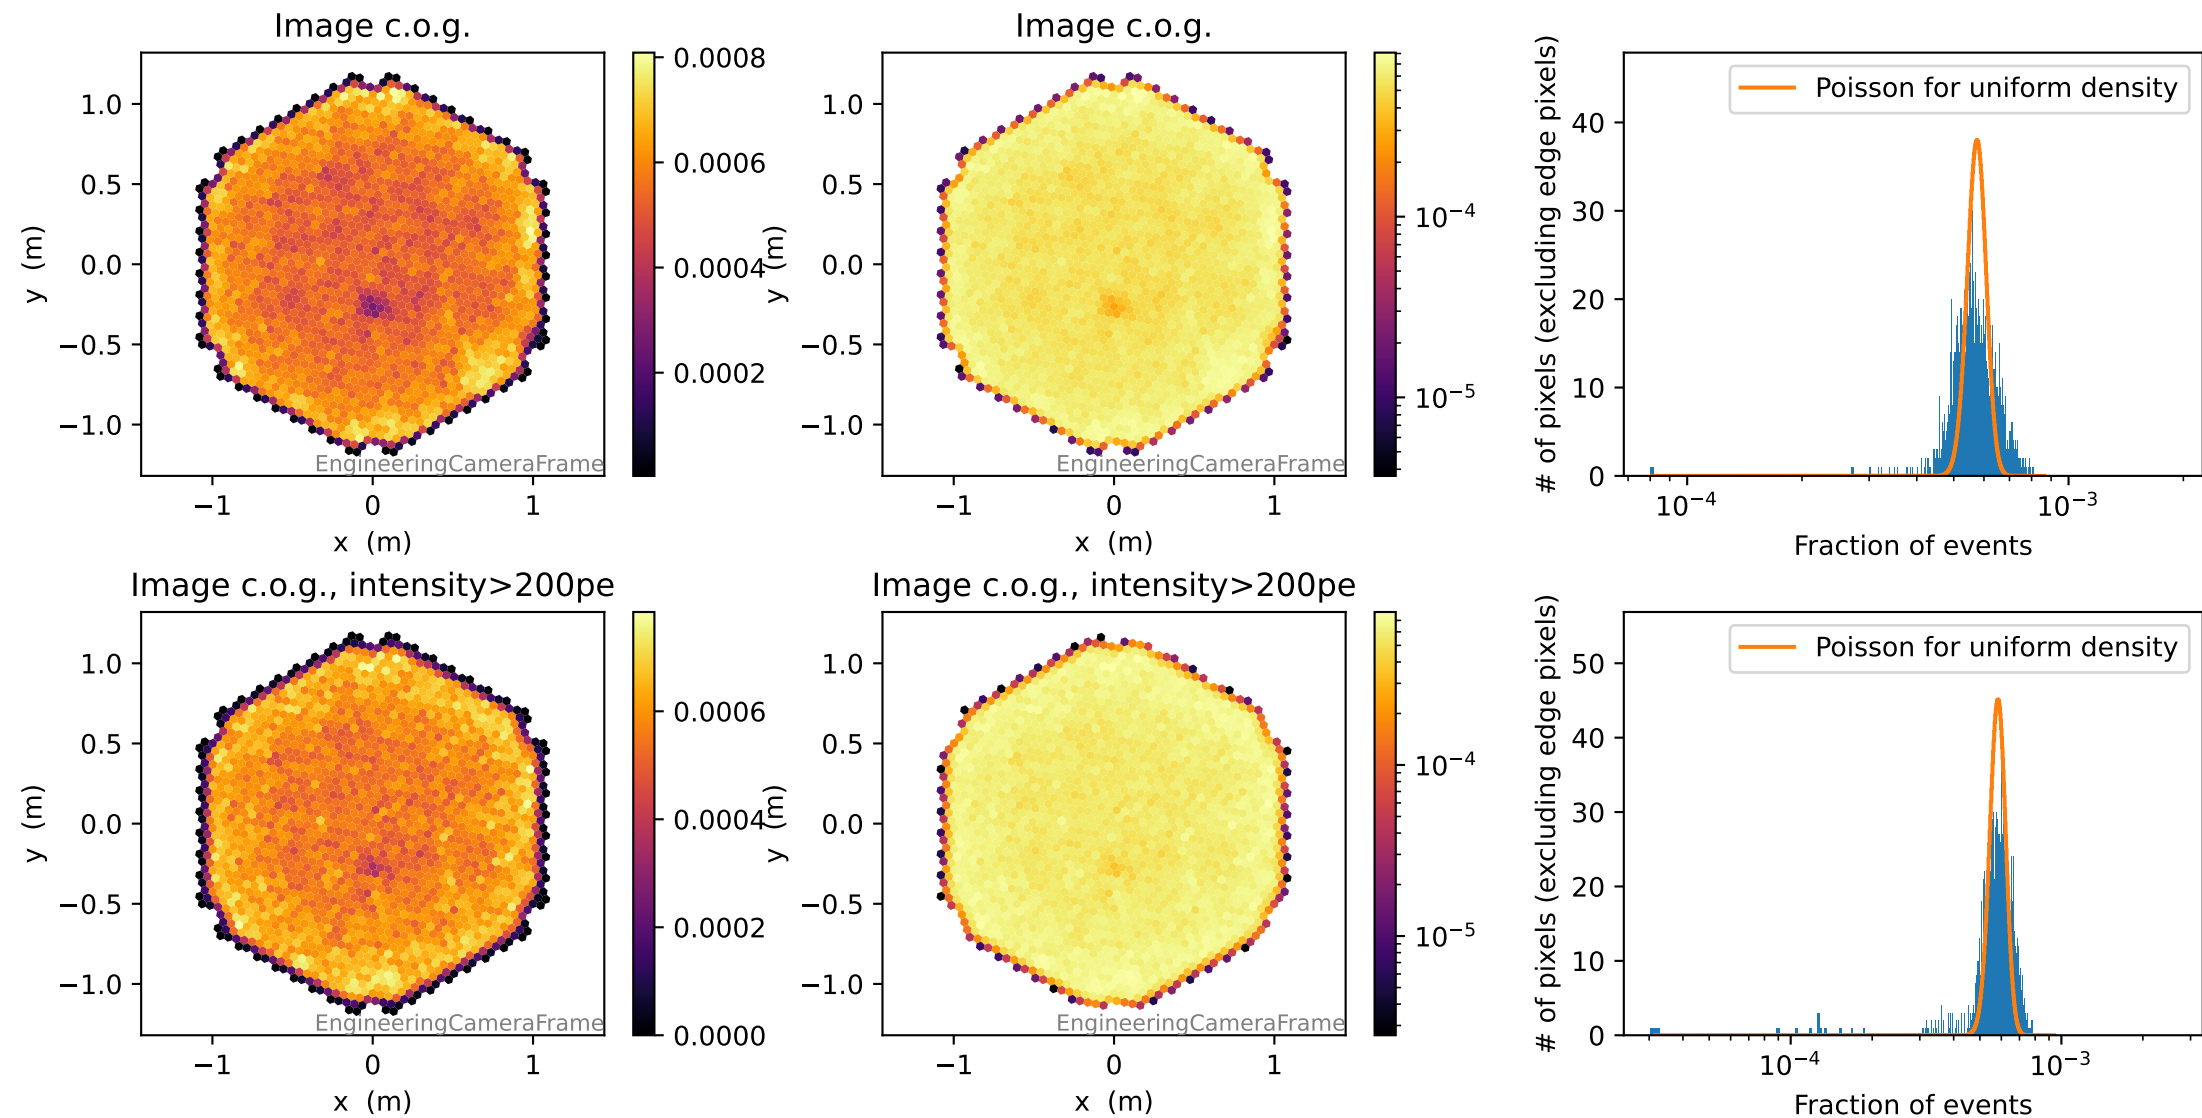 Image c.o.g.
y (m)
1.0
0.5
0.0
−0.5
−1.0
−1
0
1
x (m)
EngineeringCameraFrame
0.0008
0.0006
0.0004
0.0002
Image c.o.g.
y (m)
1.0
0.5
0.0
−0.5
−1.0
−1
0
1
x (m)
EngineeringCameraFrame
10⁻⁴
10⁻⁵
# of pixels (excluding edge pixels)
40
30
20
10
0
Poisson for uniform density
10⁻⁴
10⁻³
Fraction of events
Image c.o.g., intensity>200pe
y (m)
1.0
0.5
0.0
−0.5
−1.0
−1
0
1
x (m)
EngineeringCameraFrame
0.0006
0.0004
0.0002
0.0000
Image c.o.g., intensity>200pe
y (m)
1.0
0.5
0.0
−0.5
−1.0
−1
0
1
x (m)
EngineeringCameraFrame
10⁻⁴
10⁻⁵
# of pixels (excluding edge pixels)
50
40
30
20
10
0
Poisson for uniform density
10⁻⁴
10⁻³
Fraction of events